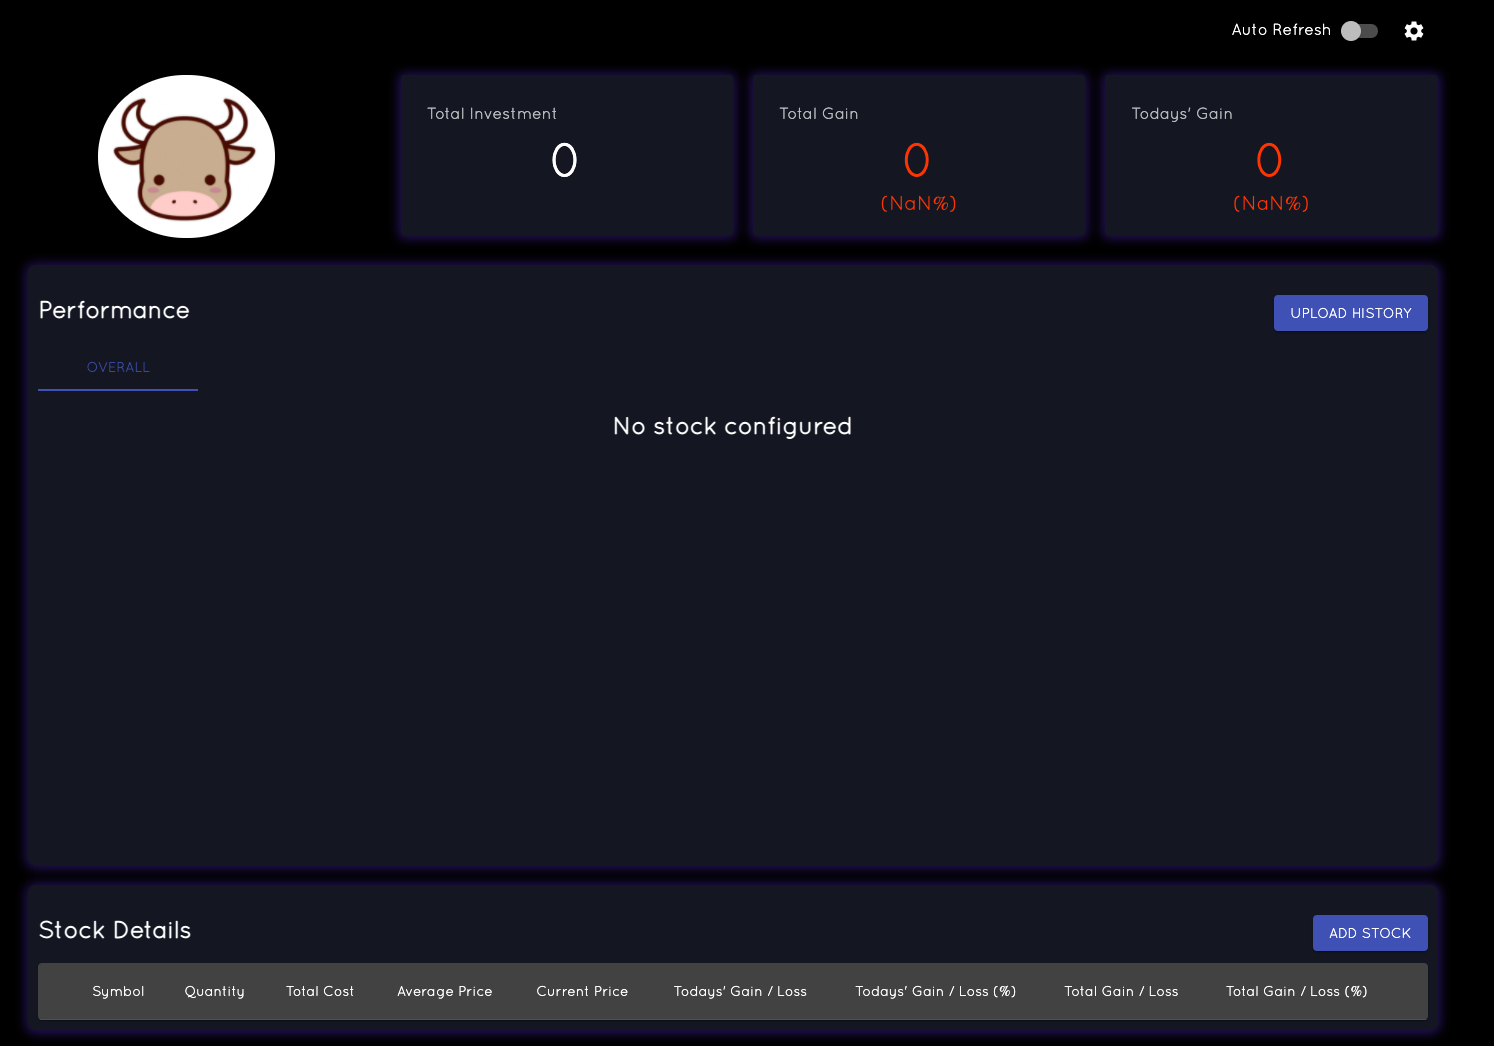 Auto Refresh
Total Investment
0
Total Gain
0
(NaN%)
Todays' Gain
0
(NaN%)
Performance
UPLOAD HISTORY
OVERALL
No stock configured
Stock Details
ADD STOCK
Symbol Quantity Total Cost Average Price Current Price Todays' Gain / Loss Todays' Gain / Loss (%) Total Gain / Loss Total Gain / Loss (%)